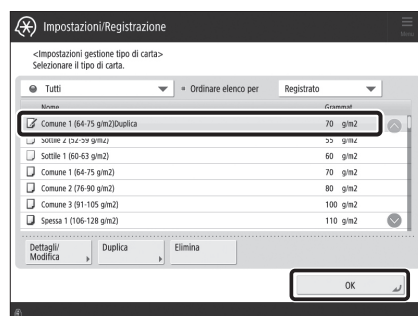 Impostazioni/Registrazione
Menu
<Impostazioni gestione tipo di carta>
Selezionare il tipo di carta.
Tutti
Ordinare elenco per
Registrato
Nome Grammat
Comune 1 (64-75 g/m2)Duplica 70 g/m2
Sottile 2 (52-59 g/m2) 55 g/m2
Sottile 1 (60-63 g/m2) 60 g/m2
Comune 1 (64-75 g/m2) 70 g/m2
Comune 2 (76-90 g/m2) 80 g/m2
Comune 3 (91-105 g/m2) 100 g/m2
Spessa 1 (106-128 g/m2) 110 g/m2
Dettagli/
Modifica
Duplica
Elimina
OK